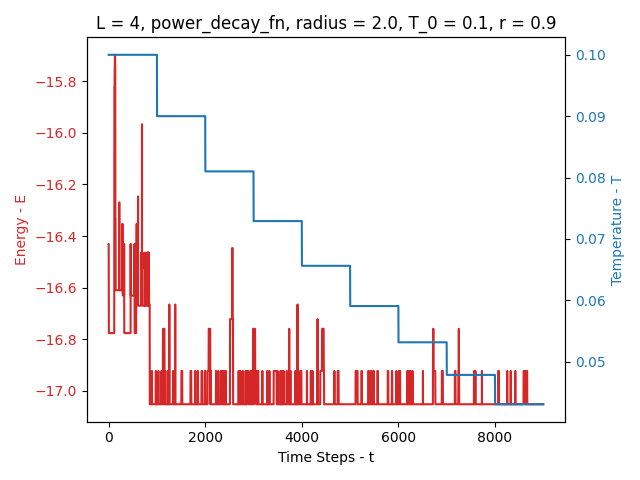 L = 4, power_decay_fn, radius = 2.0, T_0 = 0.1, r = 0.9
−15.8
−16.0
−16.2
−16.4
−16.6
−16.8
−17.0
Energy - E
0.10
0.09
0.08
0.07
0.06
0.05
Temperature - T
0 2000 4000 6000 8000
Time Steps - t